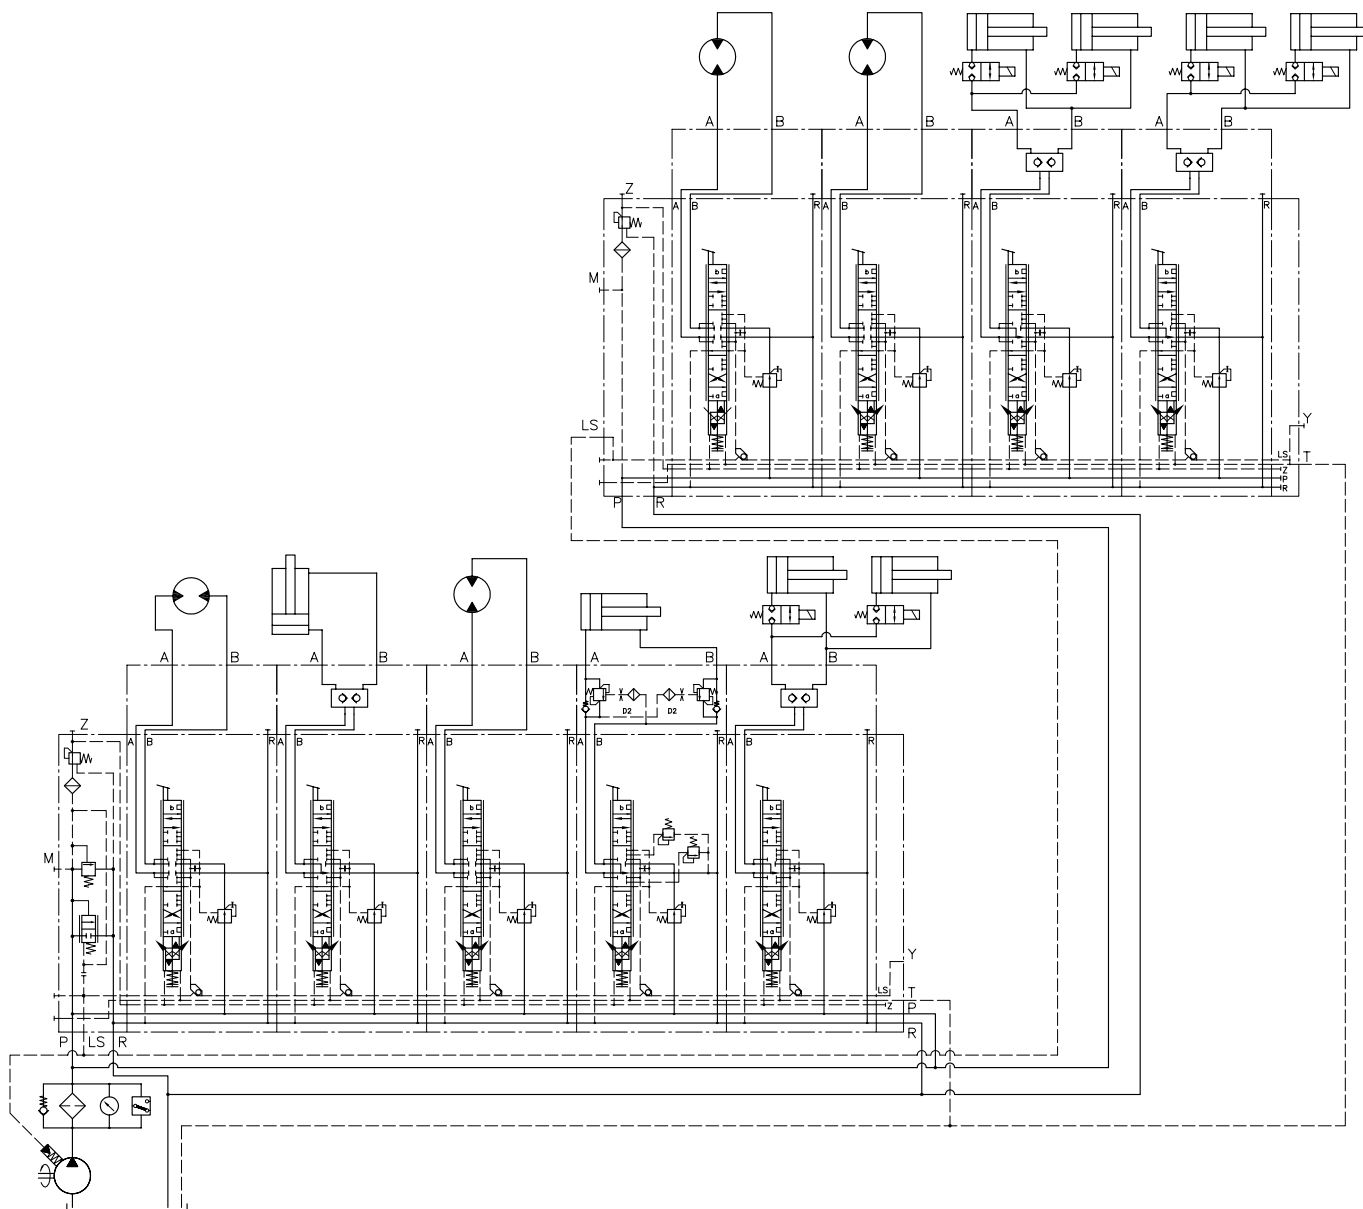 A B A B A B A B
Z
A B R A B R A B R A B R
b b b b
M
a a a a
LS Y
LS T
Z
P
R
P R
A B A B A B A B A B
D2 D2
Z
A B R A B R A B R A B R A B R
b b b b b
M
a a a a a
Y
LS T
Z P
P LS R R